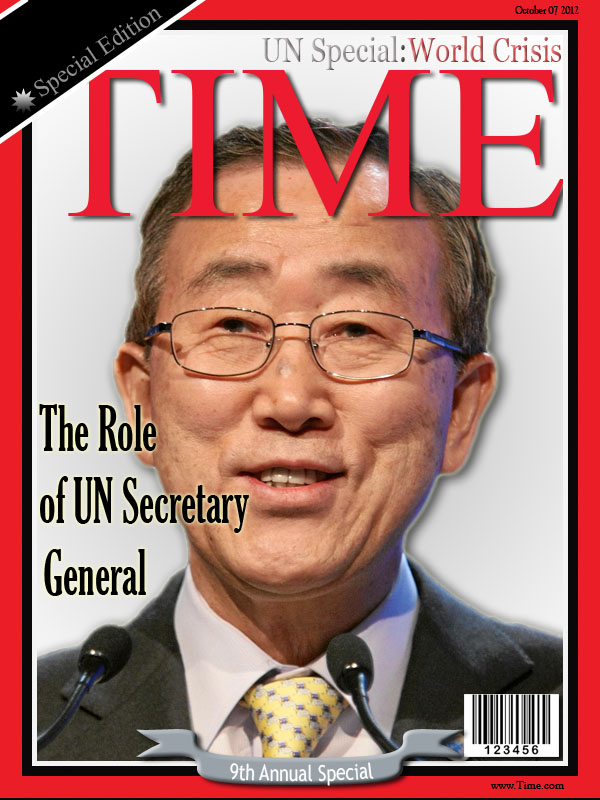 October 07 2012
Special Edition
UN Special:World Crisis
TIME
The Role
of UN Secretary
General
123456
9th Annual Special
www.Time.com